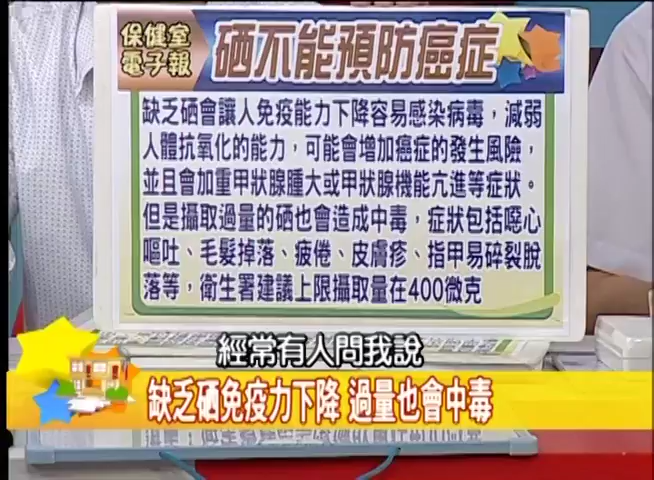 保健室
電子報
硒不能預防癌症
缺乏硒會讓人免疫能力下降容易感染病毒，減弱
人體抗氧化的能力，可能會增加癌症的發生風險，
並且會加重甲狀腺腫大或甲狀腺機能亢進等症狀。
但是攝取過量的硒也會造成中毒，症狀包括噁心
嘔吐、毛髮掉落、疲倦、皮膚疹、指甲易碎裂脫
落等，衛生署建議上限攝取量在400微克
經常有人問我說
缺乏硒免疫力下降 過量也會中毒